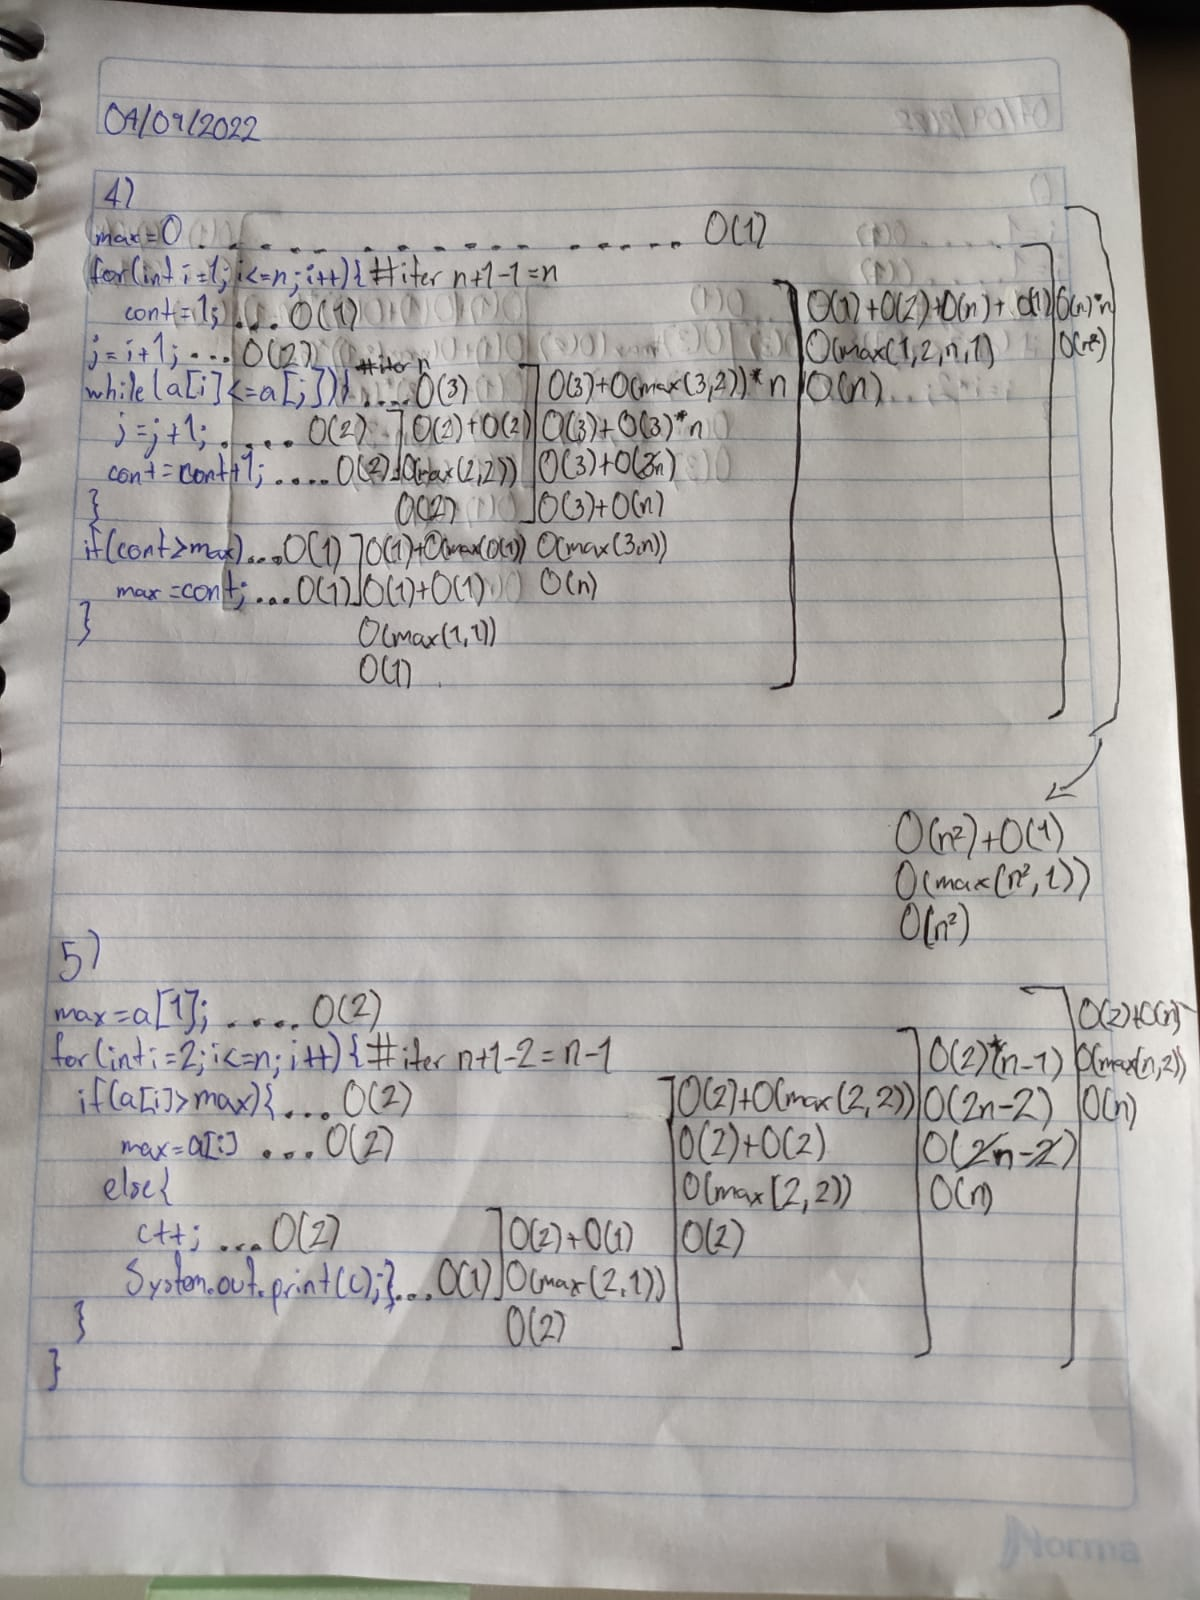 04/09/2022
4)
max=0 . . . . . . . . . . . . . O(1)
for(int i=1; i<=n; i++){ #iter n+1-1=n
cont=1; .... O(1) O(1)+O(2)+O(n)+O(1) O(n)*n
j=i+1; .... O(2) #iter n O(max(1,2,n,1) O(n²)
while(a[i]<=a[j]){ .... O(3) O(3)+O(max(3,2))*n O(n)
j=j+1; ..... O(2) O(2)+O(2) O(3)+O(3)*n
cont=cont+1; ..... O(2) O(max(2,2)) O(3)+O(3n)
} O(2) O(3)+O(n)
if(cont>max)...O(1) O(1)+O(max(0(1)) O(max(3,n))
max=cont; ...O(1) O(1)+O(1) O(n)
} O(max(1,1))
O(1)
O(n²)+O(1)
O(max(n²,1))
O(n²)
5)
max=a[1]; ..... O(2) O(2)+O(n)
for(int i=2; i<=n; i++){ #iter n+1-2=n-1 O(2)*(n-1) O(max(n,2))
if(a[i]>max){ ... O(2) O(2)+O(max(2,2)) O(2n-2) O(n)
max=a[i] ... O(2) O(2)+O(2) O(2n-2)
else{ O(max(2,2)) O(n)
c++; ... O(2) O(2)+O(1) O(2)
System.out.print(c);}...O(1) O(max(2,1))
} O(2)
}
Norma